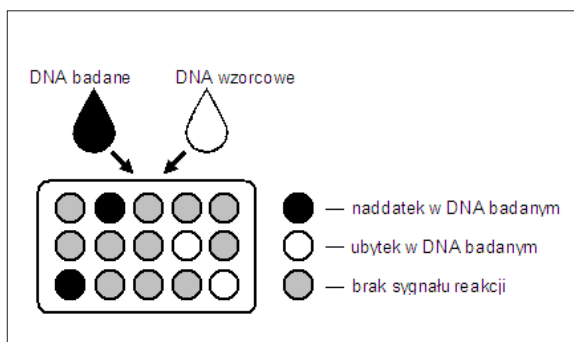 DNA badane
DNA wzorcowe
— naddatek w DNA badanym
— ubytek w DNA badanym
— brak sygnału reakcji